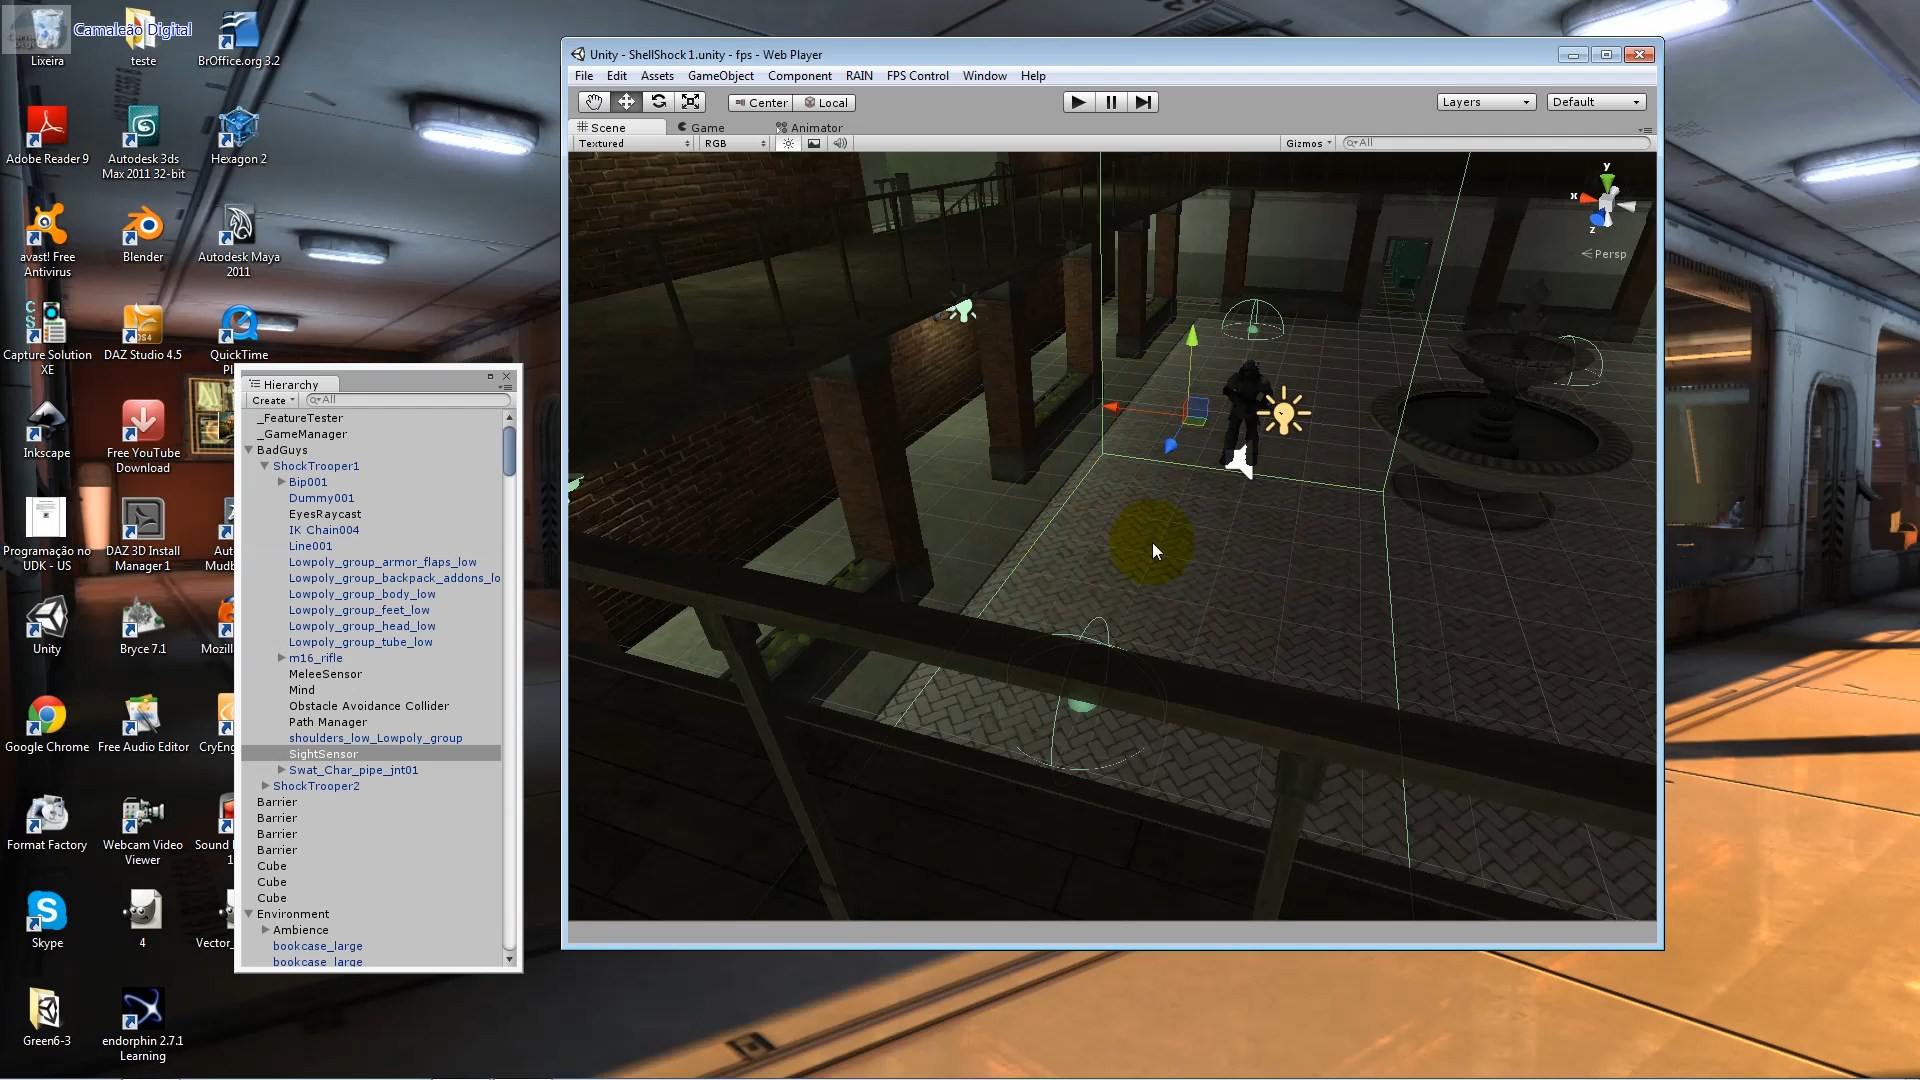 Camaleão Digital
Lixeira
teste
BrOffice.org 3.2
Adobe Reader 9
Autodesk 3ds
Max 2011 32-bit
Hexagon 2
avast! Free
Antivirus
Blender
Autodesk Maya
2011
Capture Solution
XE
DAZ Studio 4.5
QuickTime
Inkscape
Free YouTube
Download
Programação no
UDK - US
DAZ 3D Install
Manager 1
Unity
Bryce 7.1
Mozill
Google Chrome
Free Audio Editor
CryEng
Format Factory
Webcam Video
Viewer
Sound
1
Skype
4
Vector_
Green6-3
endorphin 2.7.1
Learning
Hierarchy
Create
All
_FeatureTester
_GameManager
BadGuys
ShockTrooper1
Bip001
Dummy001
EyesRaycast
IK Chain004
Line001
Lowpoly_group_armor_flaps_low
Lowpoly_group_backpack_addons_lo
Lowpoly_group_body_low
Lowpoly_group_feet_low
Lowpoly_group_head_low
Lowpoly_group_tube_low
m16_rifle
MeleeSensor
Mind
Obstacle Avoidance Collider
Path Manager
shoulders_low_Lowpoly_group
SightSensor
Swat_Char_pipe_jnt01
ShockTrooper2
Barrier
Barrier
Barrier
Barrier
Cube
Cube
Cube
Environment
Ambience
bookcase_large
bookcase_large
Unity - ShellShock 1.unity - fps - Web Player
File Edit Assets GameObject Component RAIN FPS Control Window Help
Center Local Layers Default
Scene Game Animator
Textured RGB Gizmos All
y
x
z
Persp